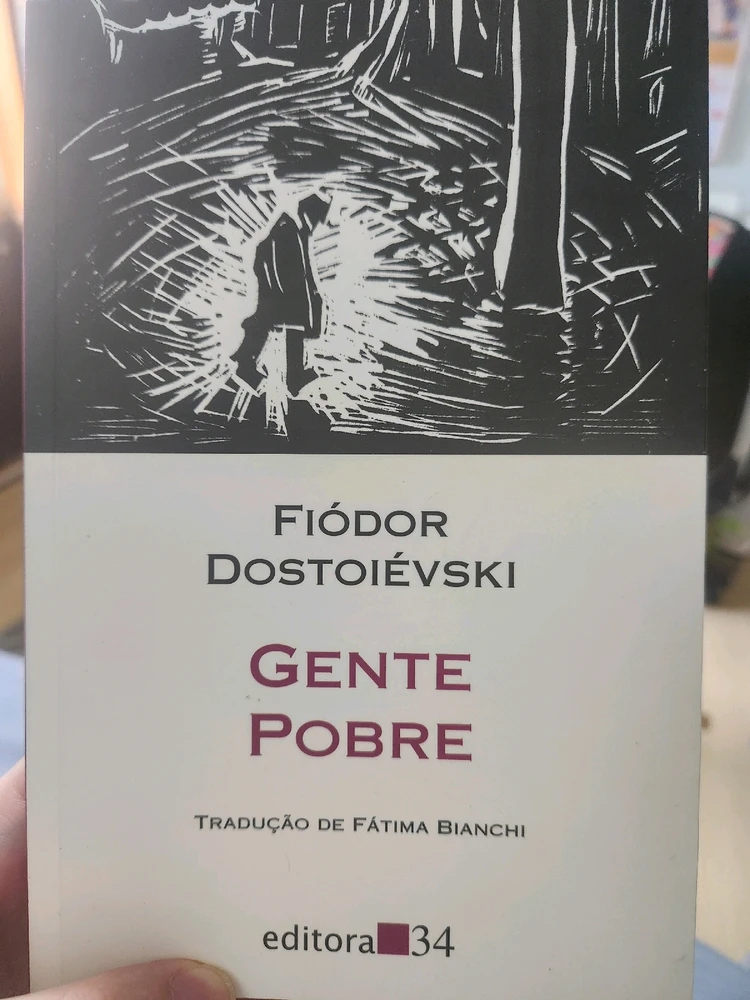 Fiódor
Dostoiévski
Gente
Pobre
Tradução de Fátima Bianchi
editora 34